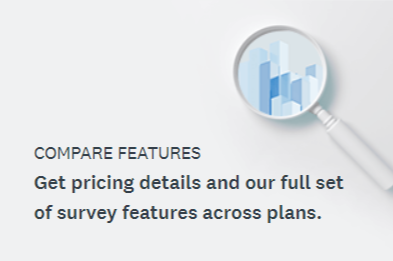 COMPARE FEATURES
Get pricing details and our full set
of survey features across plans.